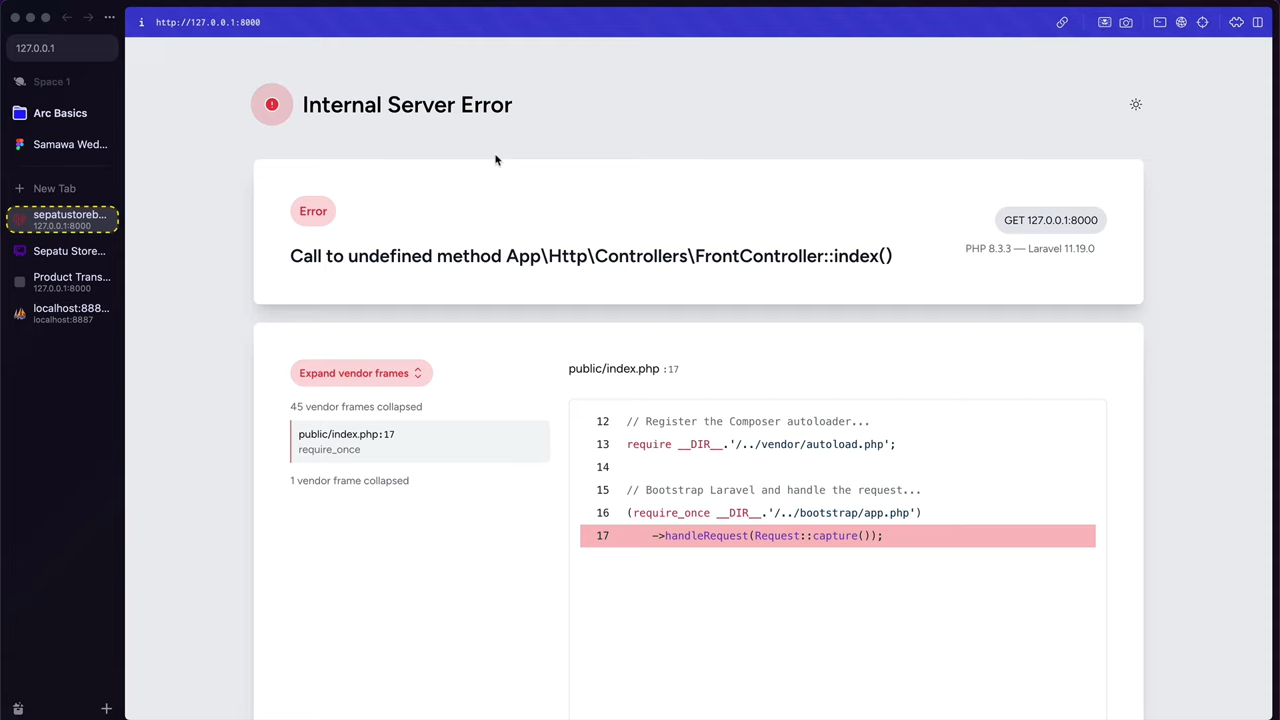 http://127.0.0.1:8000
127.0.0.1
Space 1
Arc Basics
Samawa Wed...
New Tab
sepatustoreb...
127.0.0.1:8000
Sepatu Store...
Product Trans...
127.0.0.1:8000
localhost:888...
localhost:8887
Internal Server Error
Error
GET 127.0.0.1:8000
Call to undefined method App\Http\Controllers\FrontController::index()
PHP 8.3.3 — Laravel 11.19.0
Expand vendor frames
45 vendor frames collapsed
public/index.php:17
require_once
1 vendor frame collapsed
public/index.php :17
12 // Register the Composer autoloader...
13 require __DIR__.'/../vendor/autoload.php';
14
15 // Bootstrap Laravel and handle the request...
16 (require_once __DIR__.'/../bootstrap/app.php')
17 ->handleRequest(Request::capture());